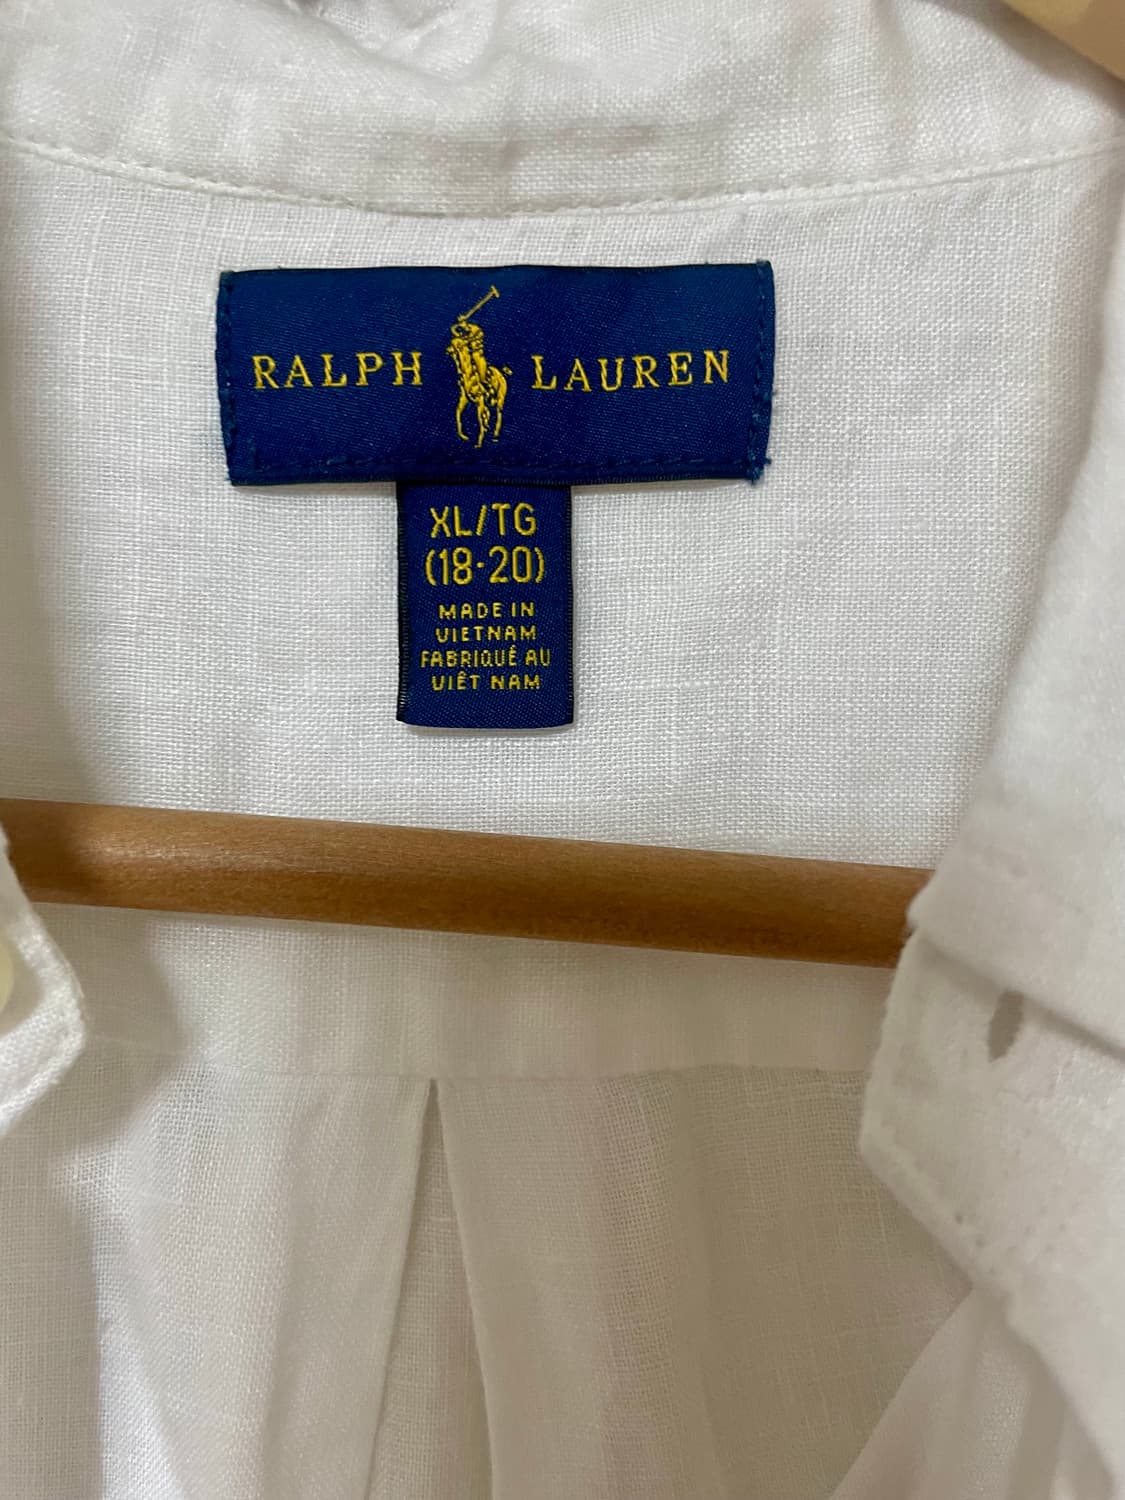 RALPH LAUREN
XL/TG
(18·20)
MADE IN
VIETNAM
FABRIQUÉ AU
VIÊT NAM